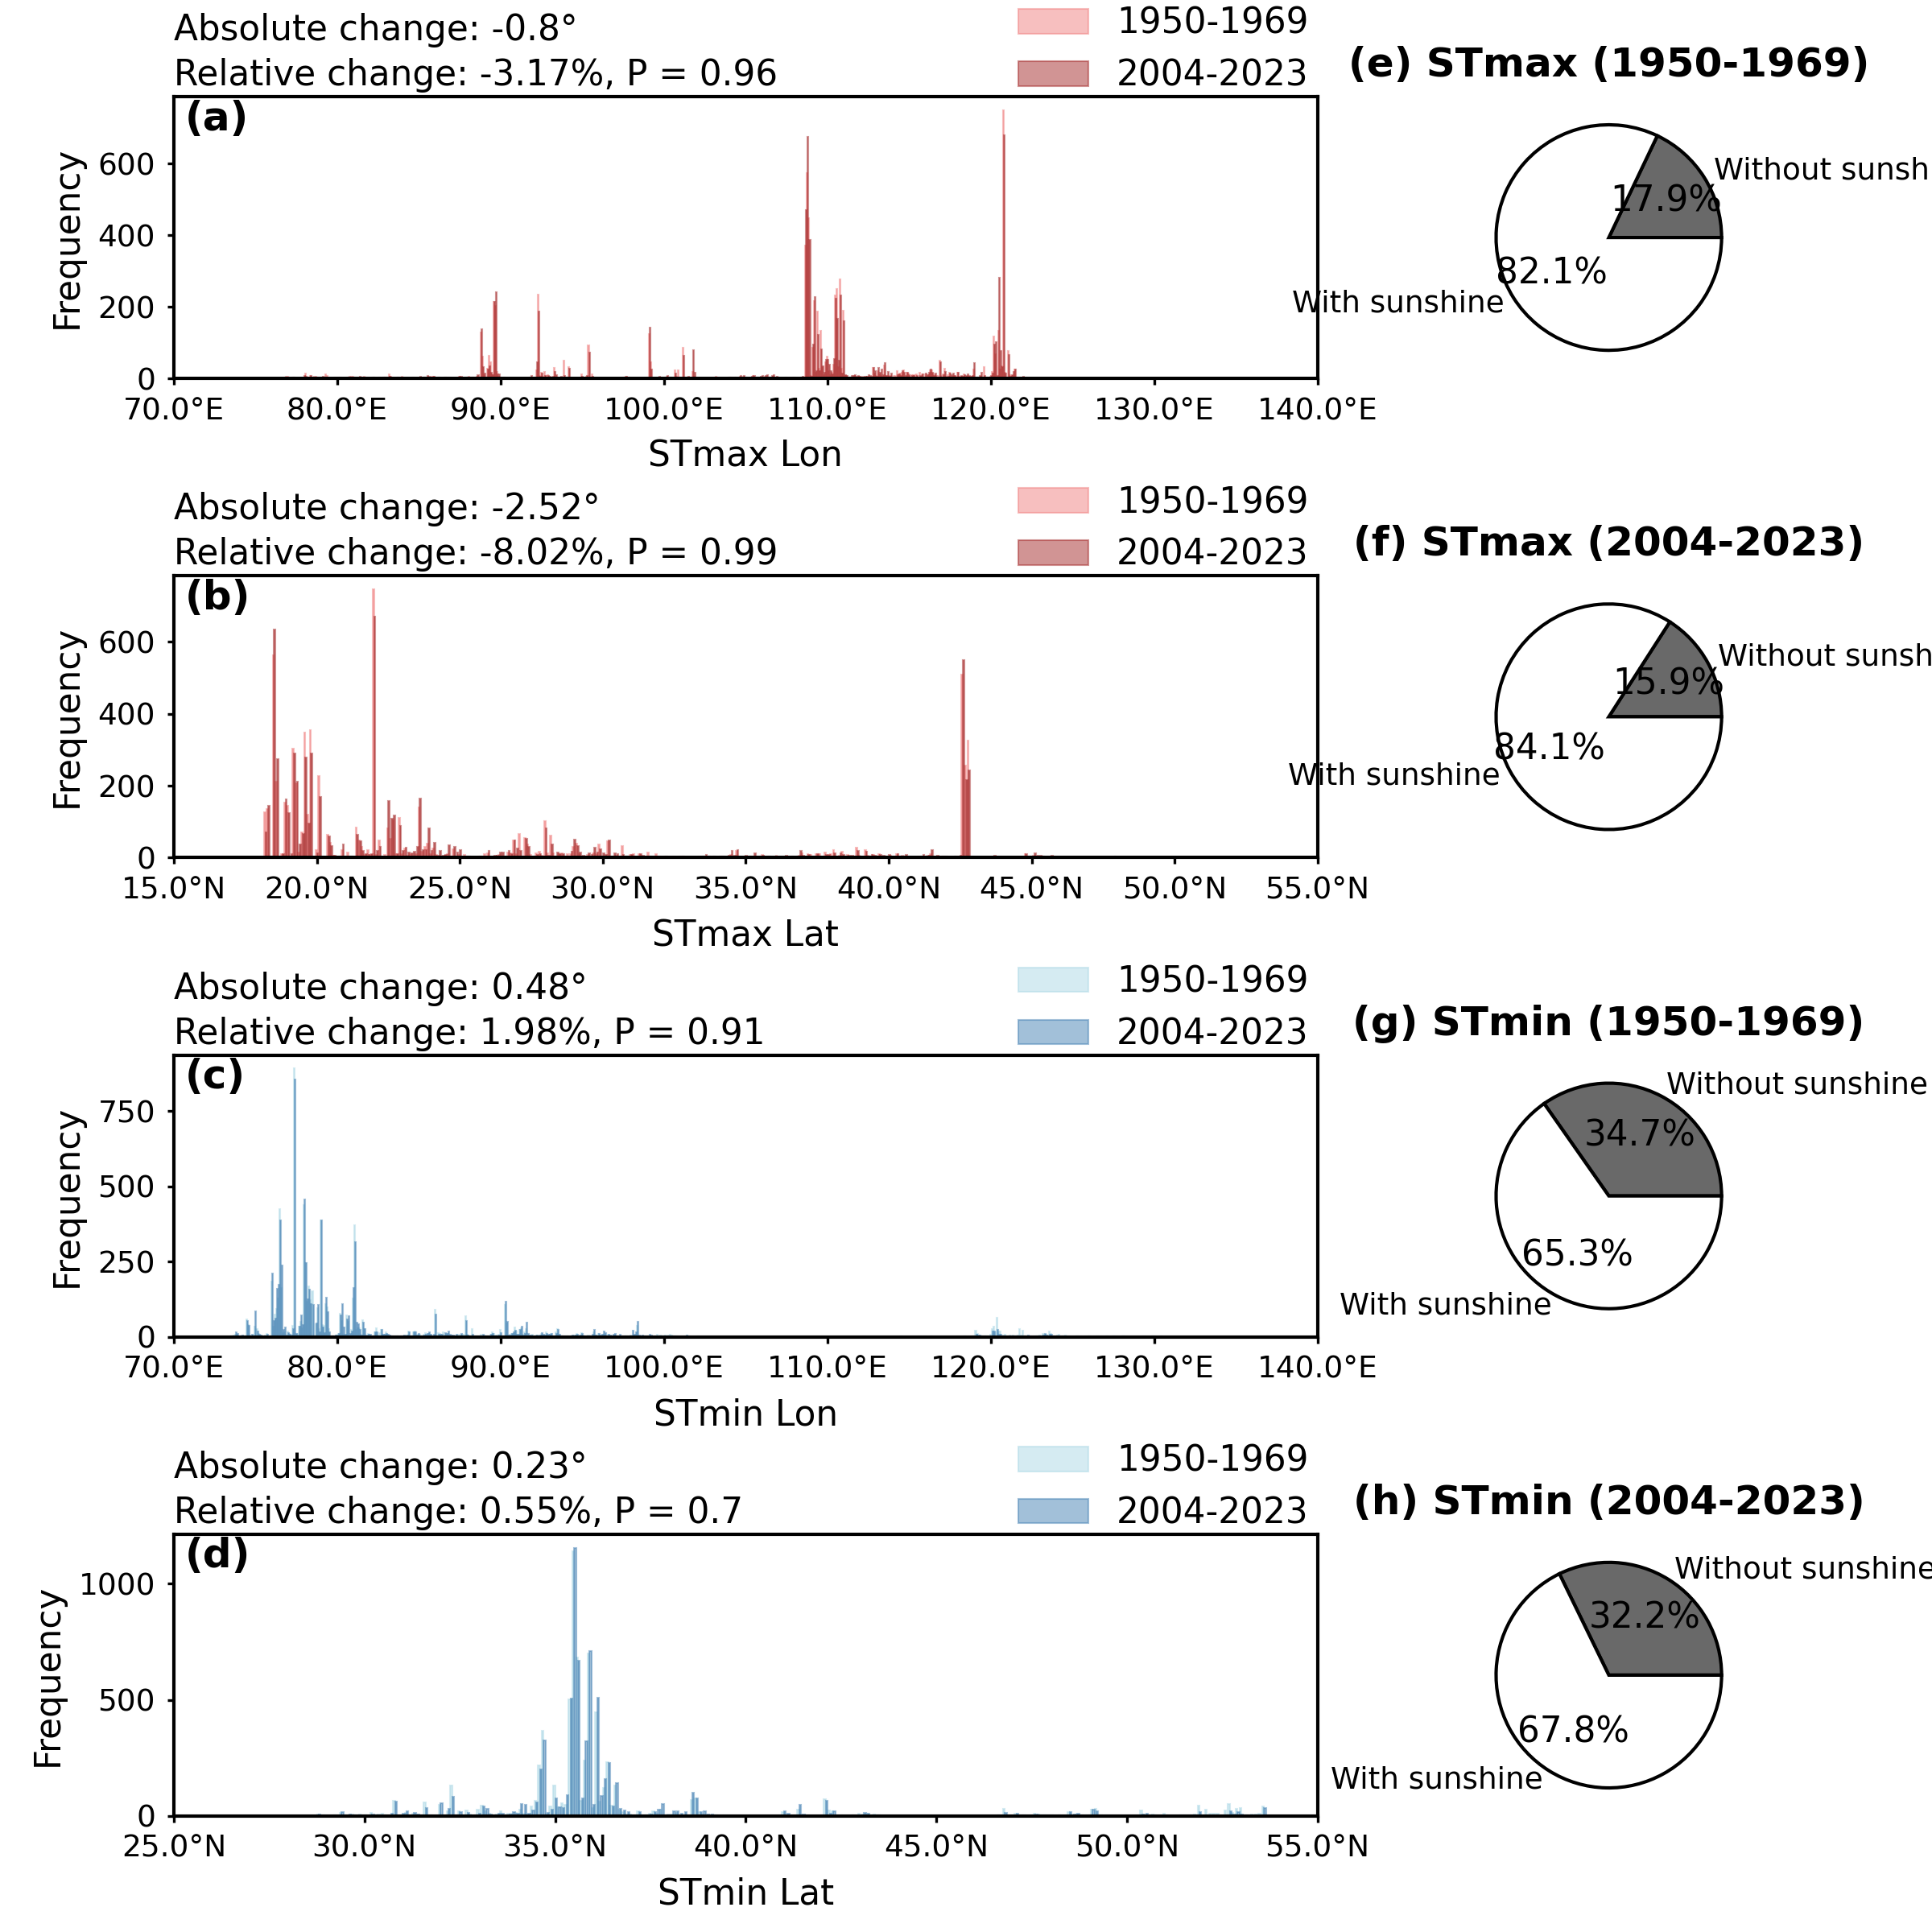 Absolute change: -0.8°
Relative change: -3.17%, P = 0.96
1950-1969
2004-2023
(a)
Frequency
600
400
200
0
70.0°E 80.0°E 90.0°E 100.0°E 110.0°E 120.0°E 130.0°E 140.0°E
STmax Lon
(e) STmax (1950-1969)
Without sunsh
17.9%
82.1%
With sunshine
Absolute change: -2.52°
Relative change: -8.02%, P = 0.99
1950-1969
2004-2023
(b)
Frequency
600
400
200
0
15.0°N 20.0°N 25.0°N 30.0°N 35.0°N 40.0°N 45.0°N 50.0°N 55.0°N
STmax Lat
(f) STmax (2004-2023)
Without sunsh
15.9%
84.1%
With sunshine
Absolute change: 0.48°
Relative change: 1.98%, P = 0.91
1950-1969
2004-2023
(c)
Frequency
750
500
250
0
70.0°E 80.0°E 90.0°E 100.0°E 110.0°E 120.0°E 130.0°E 140.0°E
STmin Lon
(g) STmin (1950-1969)
Without sunshine
34.7%
65.3%
With sunshine
Absolute change: 0.23°
Relative change: 0.55%, P = 0.7
1950-1969
2004-2023
(d)
Frequency
1000
500
0
25.0°N 30.0°N 35.0°N 40.0°N 45.0°N 50.0°N 55.0°N
STmin Lat
(h) STmin (2004-2023)
Without sunshine
32.2%
67.8%
With sunshine